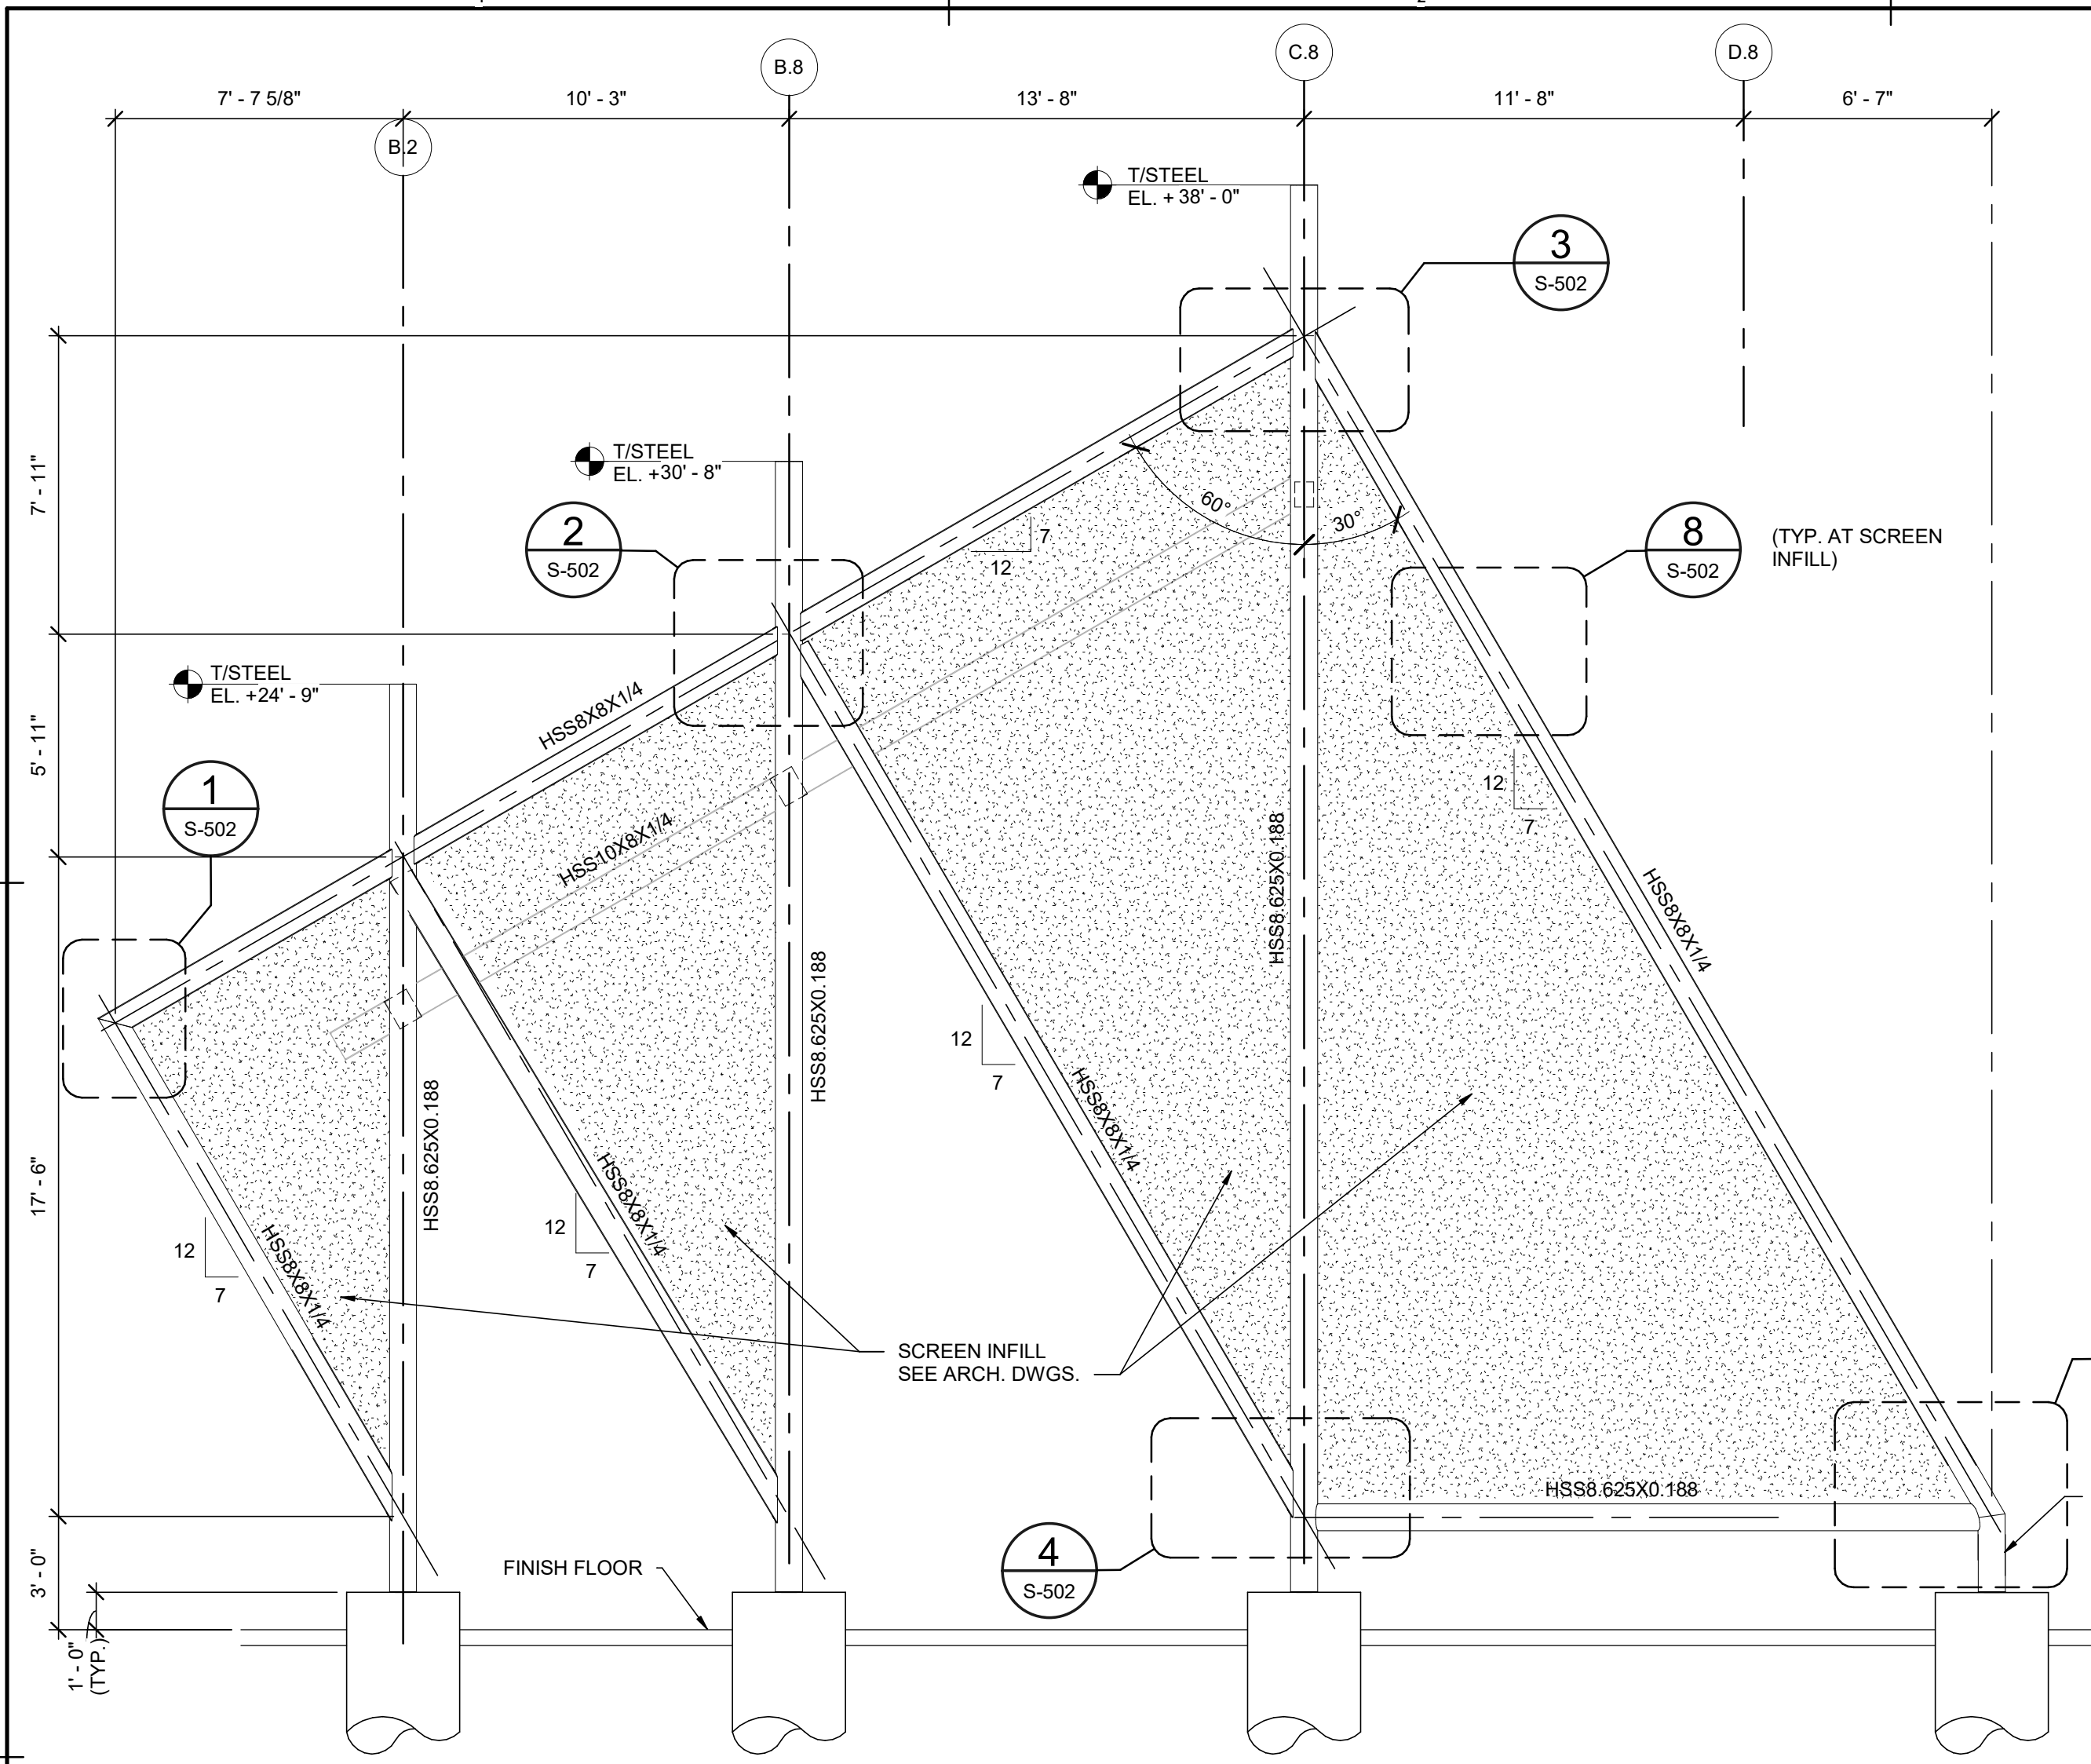 B.8
C.8
D.8
7' - 7 5/8"
10' - 3"
13' - 8"
11' - 8"
6' - 7"
B.2
T/STEEL
EL. + 38' - 0"
3
S-502
T/STEEL
EL. +30' - 8"
7' - 11"
60°
30°
2
S-502
7
12
8
S-502
(TYP. AT SCREEN
INFILL)
T/STEEL
EL. +24' - 9"
HSS8X8X1/4
5' - 11"
1
S-502
12
7
HSS10X8X1/4
HSS8.625X0.188
HSS8X8X1/4
HSS8.625X0.188
12
7
HSS8X8X1/4
HSS8.625X0.188
17' - 6"
12
7
HSS8X8X1/4
12
7
HSS8X8X1/4
SCREEN INFILL
SEE ARCH. DWGS.
HSS8.625X0.188
3' - 0"
FINISH FLOOR
4
S-502
1' - 0"
(TYP.)